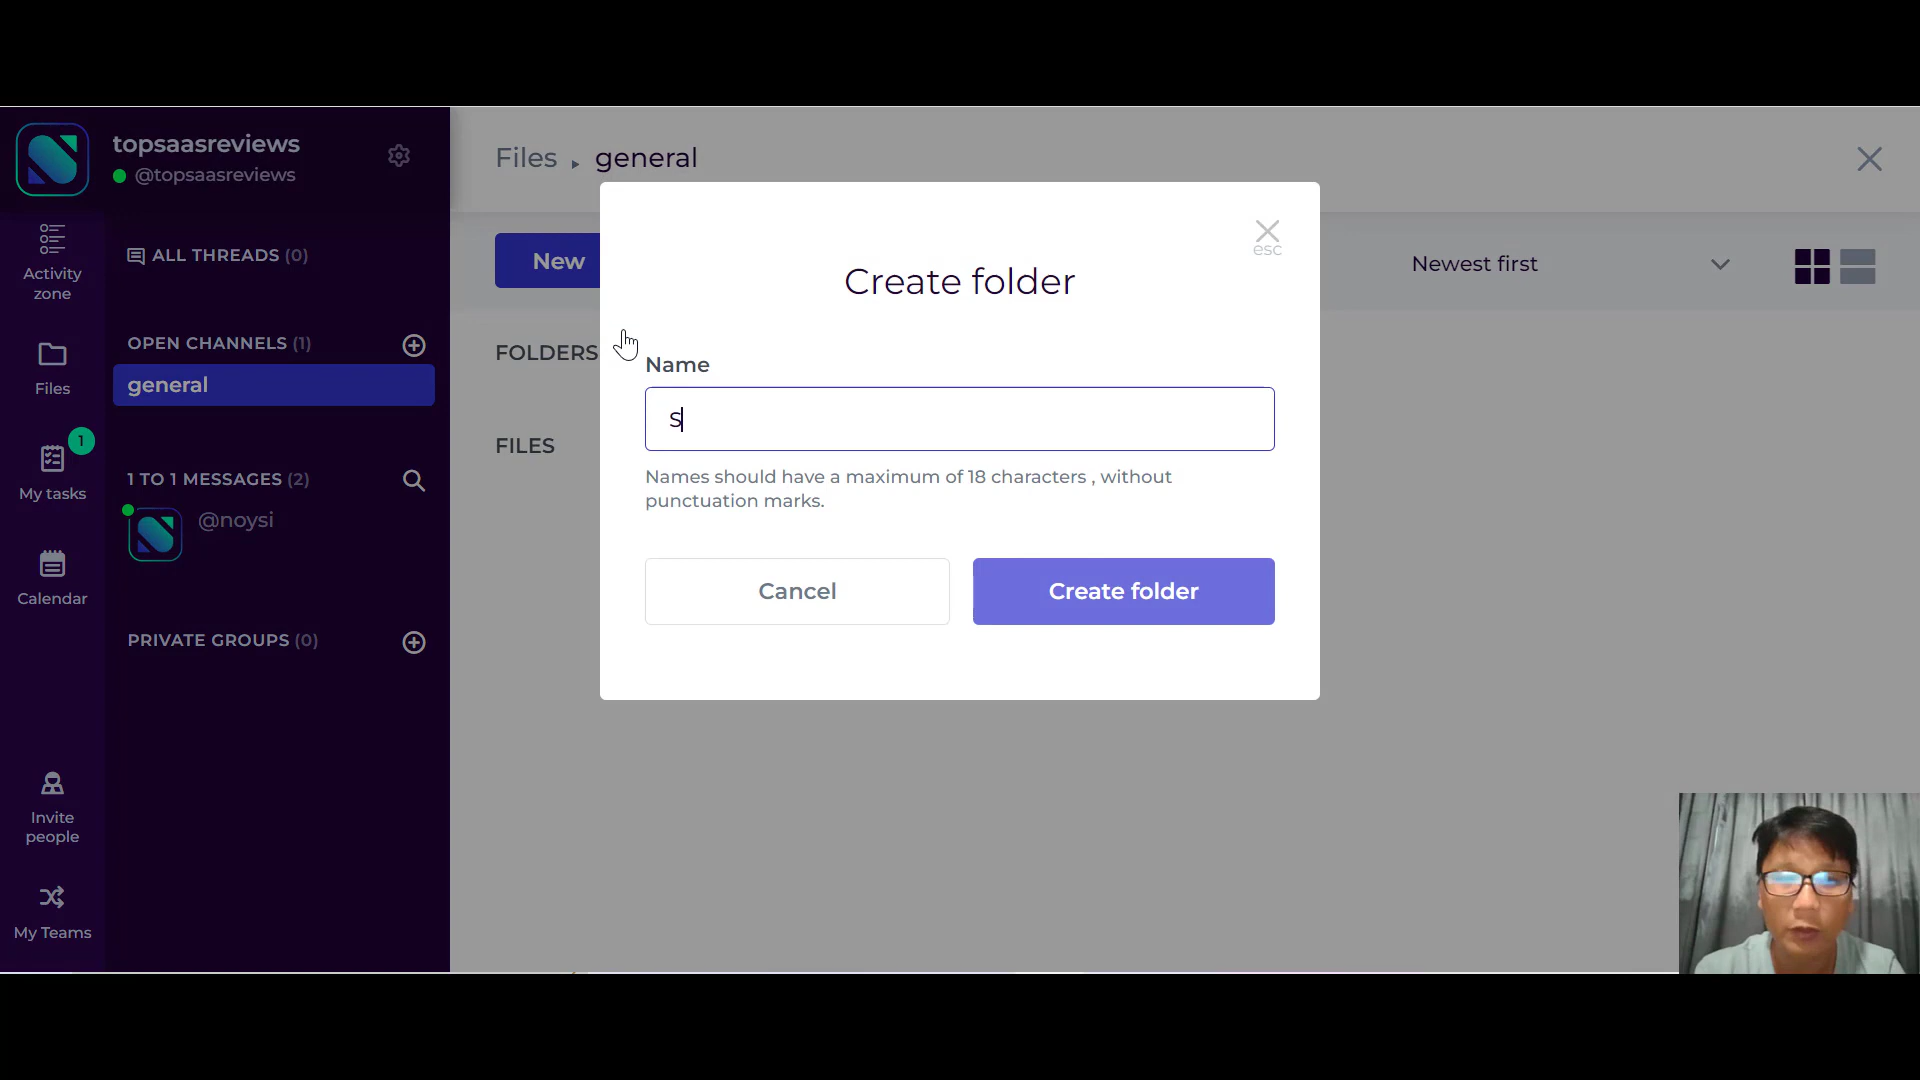 topsaasreviews
@topsaasreviews
Activity
zone
Files
1
My tasks
Calendar
Invite
people
My Teams
ALL THREADS (0)
OPEN CHANNELS (1)
general
1 TO 1 MESSAGES (2)
@noysi
PRIVATE GROUPS (0)
Files general
New
Newest first
FOLDERS
FILES
esc
Create folder
Name
S
Names should have a maximum of 18 characters , without
punctuation marks.
Cancel
Create folder